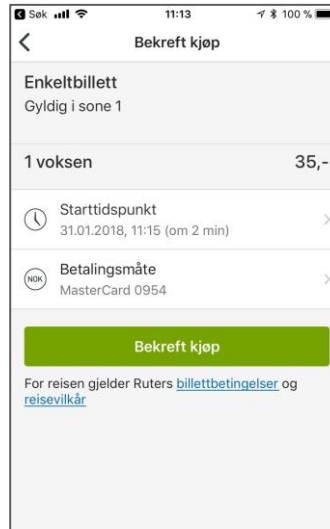 Søk 11:13 100 %
Bekreft kjøp
Enkeltbillett
Gyldig i sone 1
1 voksen 35,-
Starttidspunkt
31.01.2018, 11:15 (om 2 min)
NOK Betalingsmåte
MasterCard 0954
Bekreft kjøp
For reisen gjelder Ruters billettbetingelser og
reisevilkår